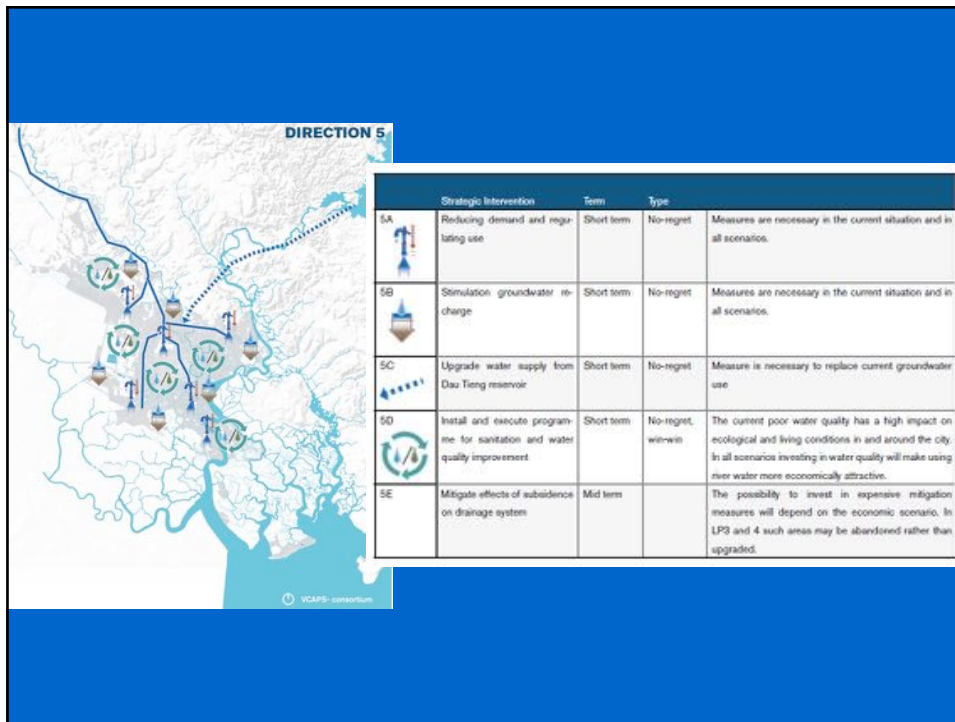 DIRECTION 5
VCAPS- consortium
Strategic Intervention Term Type
5A Reducing demand and regu- Short term No-regret Measures are necessary in the current situation and in
lating use all scenarios.
5B Stimulation groundwater re- Short term No-regret Measures are necessary in the current situation and in
charge all scenarios.
5C Upgrade water supply from Short term No-regret Measure is necessary to replace current groundwater
Dau Tieng reservoir use
5D Install and execute program- Short term No-regret, The current poor water quality has a high impact on
me for sanitation and water win-win ecological and living conditions in and around the city.
quality improvement In all scenarios investing in water quality will make using
river water more economically attractive.
5E Mitigate effects of subsidence Mid term The possibility to invest in expensive mitigation
on drainage system measures will depend on the economic scenario. In
LP3 and 4 such areas may be abandoned rather than
upgraded.